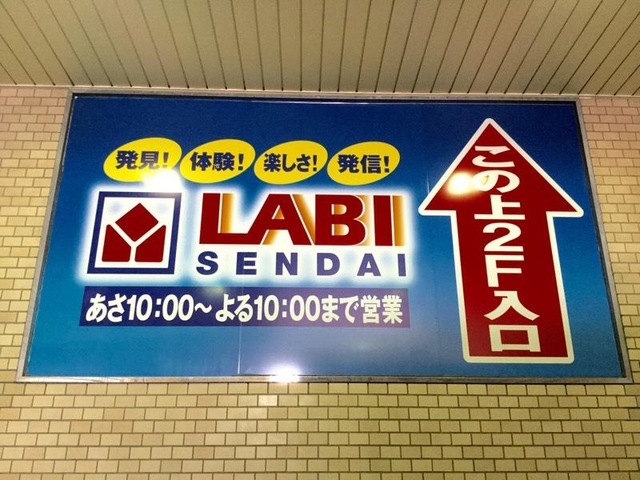 発見! 体験! 楽しさ! 発信!
LABI
SENDAI
あさ10:00〜よる10:00まで営業
この上2F入口